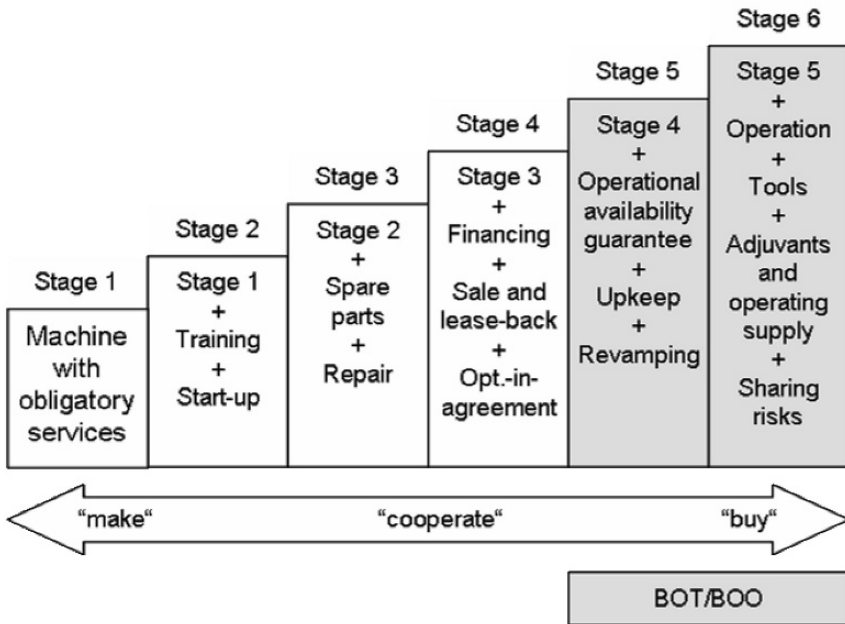 Stage 1
Machine
with
obligatory
services
Stage 2
Stage 1
+
Training
+
Start-up
Stage 3
Stage 2
+
Spare
parts
+
Repair
Stage 4
Stage 3
+
Financing
+
Sale and
lease-back
+
Opt.-in-
agreement
Stage 5
Stage 4
+
Operational
availability
guarantee
+
Upkeep
+
Revamping
Stage 6
Stage 5
+
Operation
+
Tools
+
Adjuvants
and
operating
supply
+
Sharing
risks
“make“
“cooperate“
“buy“
BOT/BOO